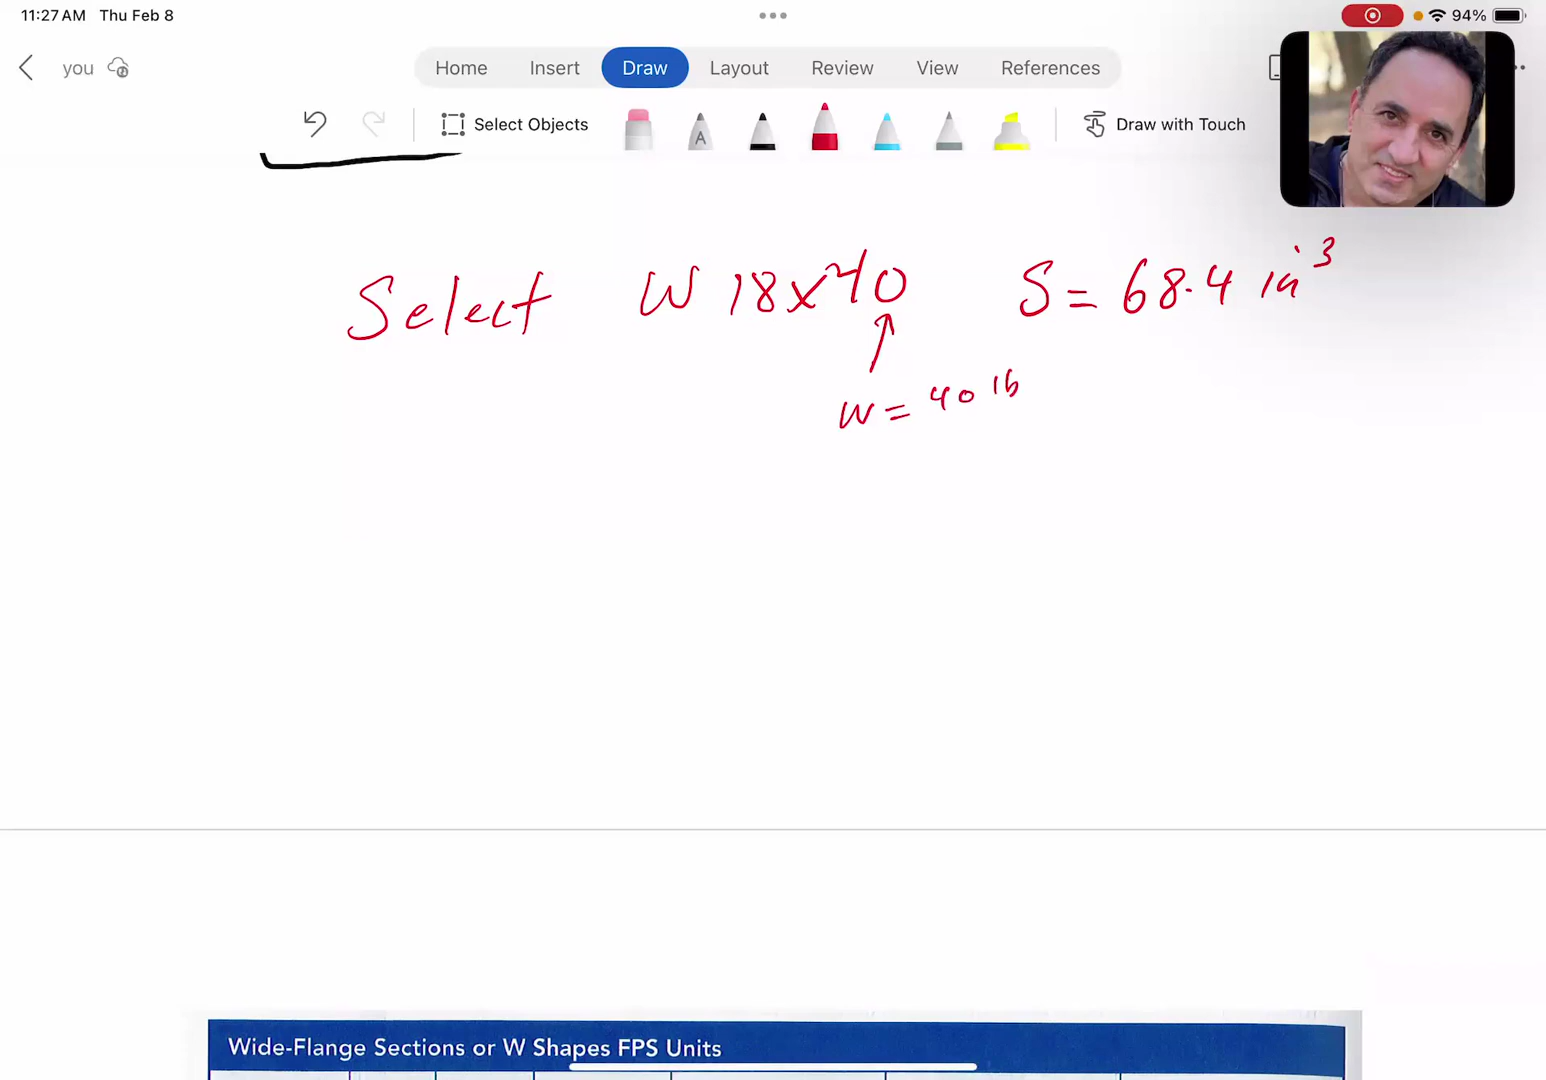 11:27 AM Thu Feb 8 94%
you Home Insert Draw Layout Review View References
Select Objects A Draw with Touch
Select W 18x40 S = 68.4 in³
w = 40 lb
Wide-Flange Sections or W Shapes FPS Units